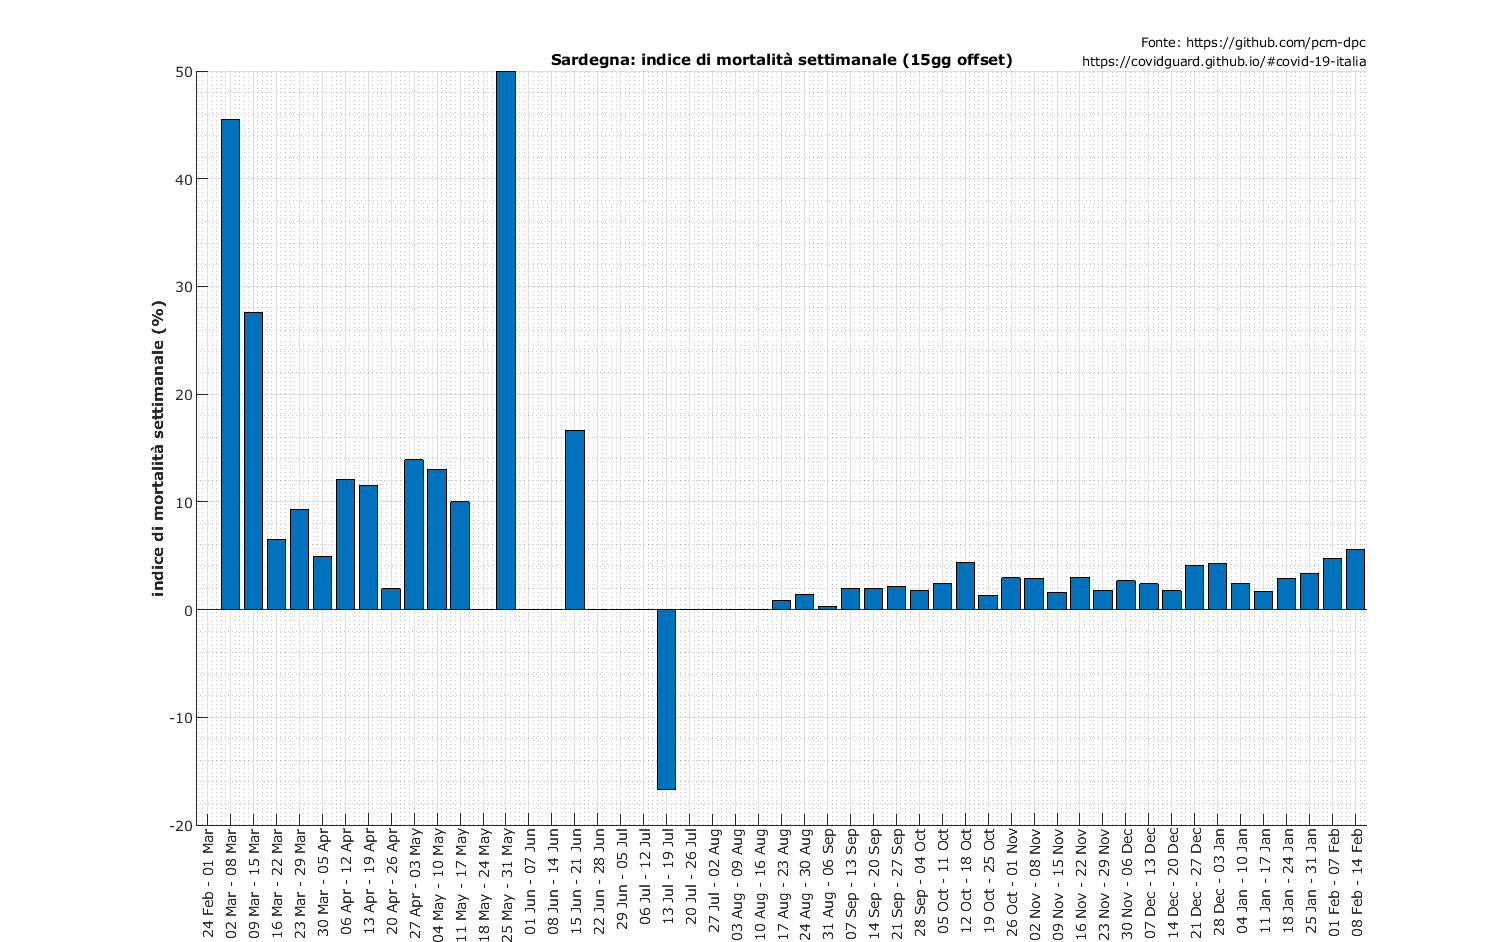 Fonte: https://github.com/pcm-dpc
https://covidguard.github.io/#covid-19-italia
Sardegna: indice di mortalità settimanale (15gg offset)
indice di mortalità settimanale (%)
50
40
30
20
10
0
-10
-20
24 Feb - 01 Mar
02 Mar - 08 Mar
09 Mar - 15 Mar
16 Mar - 22 Mar
23 Mar - 29 Mar
30 Mar - 05 Apr
06 Apr - 12 Apr
13 Apr - 19 Apr
20 Apr - 26 Apr
27 Apr - 03 May
04 May - 10 May
11 May - 17 May
18 May - 24 May
25 May - 31 May
01 Jun - 07 Jun
08 Jun - 14 Jun
15 Jun - 21 Jun
22 Jun - 28 Jun
29 Jun - 05 Jul
06 Jul - 12 Jul
13 Jul - 19 Jul
20 Jul - 26 Jul
27 Jul - 02 Aug
03 Aug - 09 Aug
10 Aug - 16 Aug
17 Aug - 23 Aug
24 Aug - 30 Aug
31 Aug - 06 Sep
07 Sep - 13 Sep
14 Sep - 20 Sep
21 Sep - 27 Sep
28 Sep - 04 Oct
05 Oct - 11 Oct
12 Oct - 18 Oct
19 Oct - 25 Oct
26 Oct - 01 Nov
02 Nov - 08 Nov
09 Nov - 15 Nov
16 Nov - 22 Nov
23 Nov - 29 Nov
30 Nov - 06 Dec
07 Dec - 13 Dec
14 Dec - 20 Dec
21 Dec - 27 Dec
28 Dec - 03 Jan
04 Jan - 10 Jan
11 Jan - 17 Jan
18 Jan - 24 Jan
25 Jan - 31 Jan
01 Feb - 07 Feb
08 Feb - 14 Feb